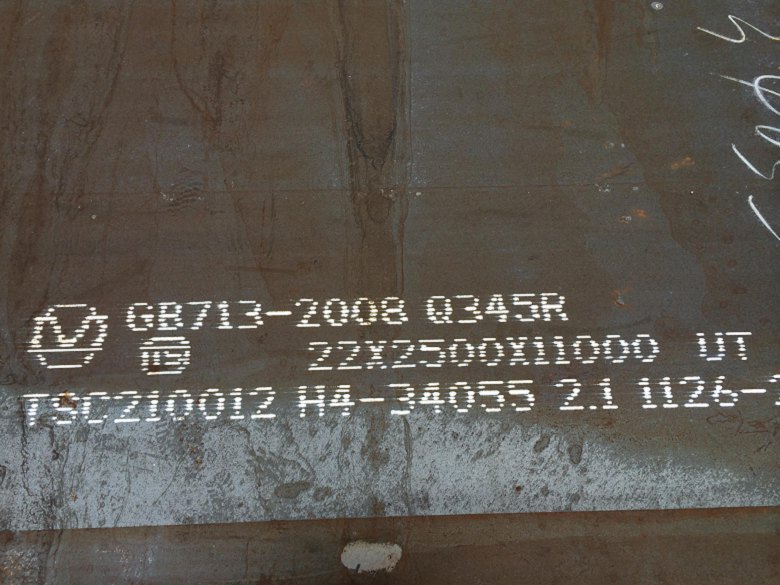 GB713-2008 Q345R
22X2500X11000 UT
TSC210012 H4-34055 2.1 1126-